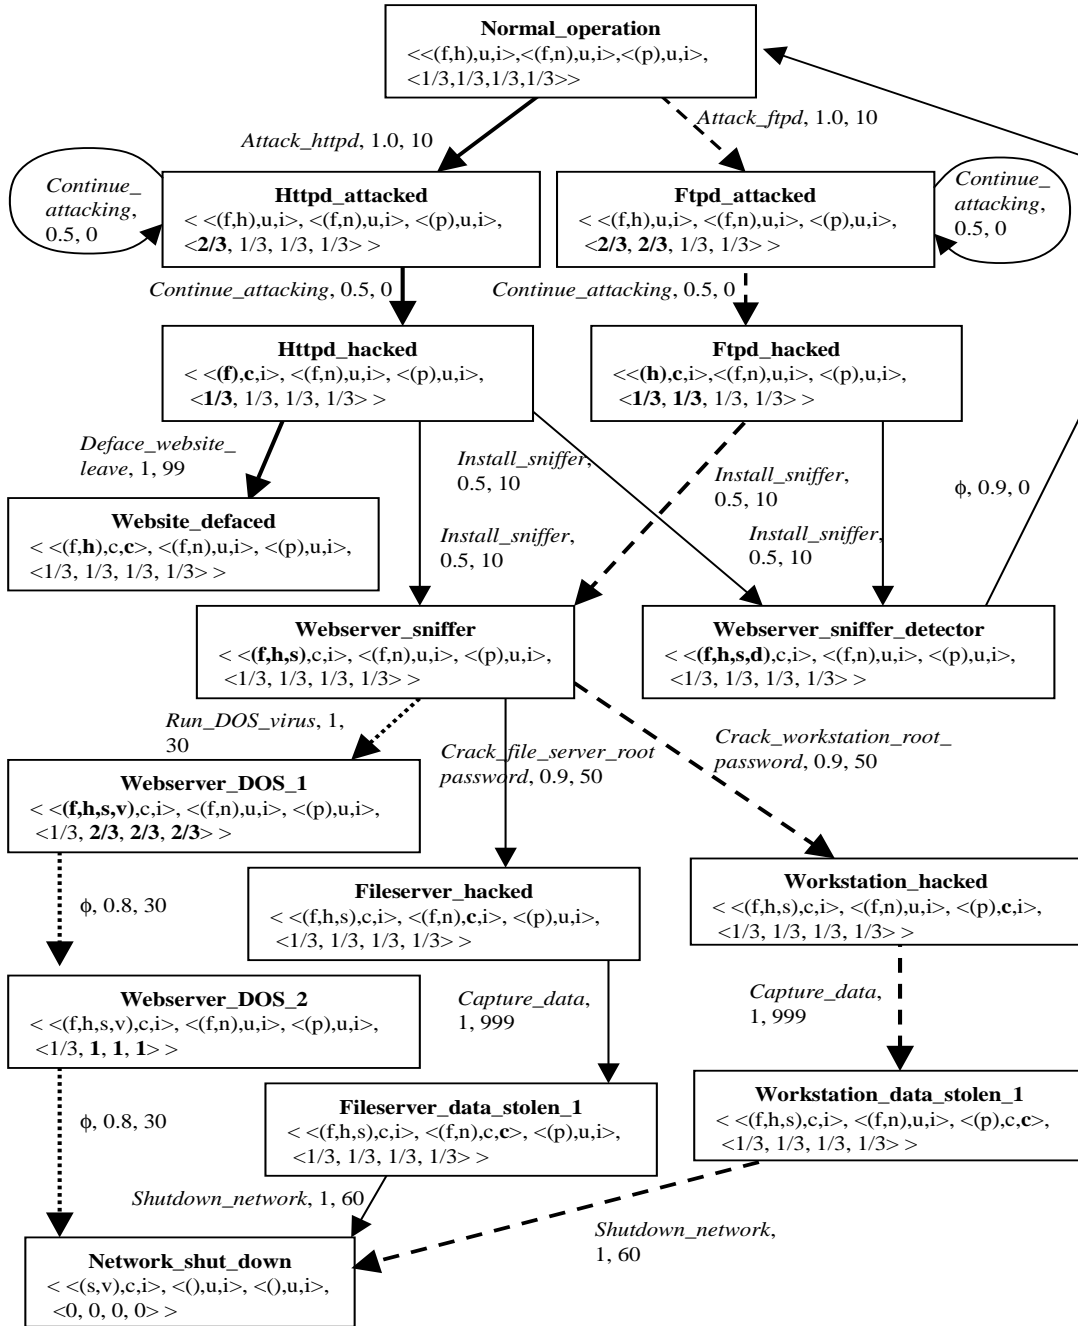 Normal_operation
<<(f,h),u,i>,<(f,n),u,i>,<(p),u,i>,
<1/3,1/3,1/3,1/3>>
Attack_httpd, 1.0, 10
Attack_ftpd, 1.0, 10
Continue_
attacking,
0.5, 0
Httpd_attacked
< <(f,h),u,i>, <(f,n),u,i>, <(p),u,i>,
<2/3, 1/3, 1/3, 1/3> >
Ftpd_attacked
< <(f,h),u,i>, <(f,n),u,i>, <(p),u,i>,
<2/3, 2/3, 1/3, 1/3> >
Continue_
attacking,
0.5, 0
Continue_attacking, 0.5, 0
Continue_attacking, 0.5, 0
Httpd_hacked
< <(f),c,i>, <(f,n),u,i>, <(p),u,i>,
<1/3, 1/3, 1/3, 1/3> >
Ftpd_hacked
<<(h),c,i>,<(f,n),u,i>, <(p),u,i>,
<1/3, 1/3, 1/3, 1/3> >
Deface_website_
leave, 1, 99
Install_sniffer,
0.5, 10
Install_sniffer,
0.5, 10
ϕ, 0.9, 0
Website_defaced
< <(f,h),c,c>, <(f,n),u,i>, <(p),u,i>,
<1/3, 1/3, 1/3, 1/3> >
Install_sniffer,
0.5, 10
Install_sniffer,
0.5, 10
Webserver_sniffer
< <(f,h,s),c,i>, <(f,n),u,i>, <(p),u,i>,
<1/3, 1/3, 1/3, 1/3> >
Webserver_sniffer_detector
< <(f,h,s,d),c,i>, <(f,n),u,i>, <(p),u,i>,
<1/3, 1/3, 1/3, 1/3> >
Run_DOS_virus, 1,
30
Crack_file_server_root
password, 0.9, 50
Crack_workstation_root_
password, 0.9, 50
Webserver_DOS_1
< <(f,h,s,v),c,i>, <(f,n),u,i>, <(p),u,i>,
<1/3, 2/3, 2/3, 2/3> >
ϕ, 0.8, 30
Fileserver_hacked
< <(f,h,s),c,i>, <(f,n),c,i>, <(p),u,i>,
<1/3, 1/3, 1/3, 1/3> >
Workstation_hacked
< <(f,h,s),c,i>, <(f,n),u,i>, <(p),c,i>,
<1/3, 1/3, 1/3, 1/3> >
Webserver_DOS_2
< <(f,h,s,v),c,i>, <(f,n),u,i>, <(p),u,i>,
<1/3, 1, 1, 1> >
Capture_data,
1, 999
Capture_data,
1, 999
ϕ, 0.8, 30
Fileserver_data_stolen_1
< <(f,h,s),c,i>, <(f,n),c,c>, <(p),u,i>,
<1/3, 1/3, 1/3, 1/3> >
Workstation_data_stolen_1
< <(f,h,s),c,i>, <(f,n),u,i>, <(p),c,c>,
<1/3, 1/3, 1/3, 1/3> >
Shutdown_network, 1, 60
Shutdown_network,
1, 60
Network_shut_down
< <(s,v),c,i>, <(),u,i>, <(),u,i>,
<0, 0, 0, 0> >